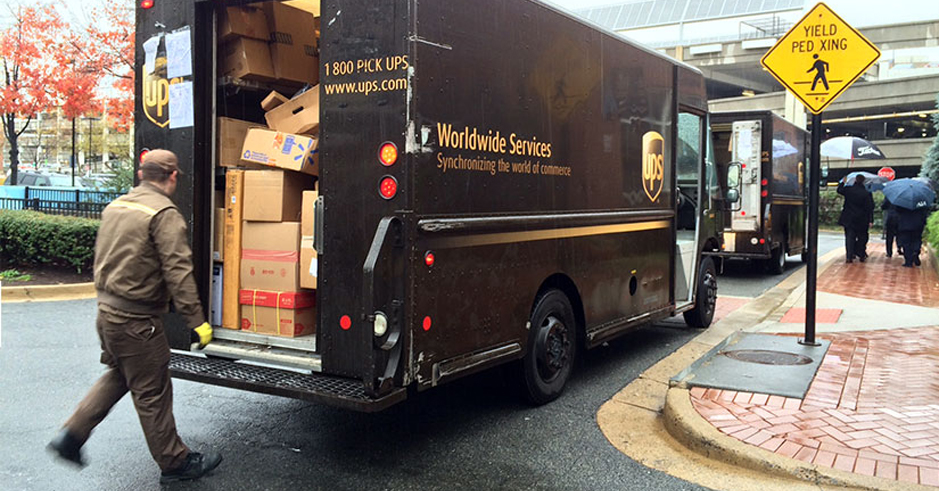 1 800 PICK UPS
www.ups.com
ups
Worldwide Services
Synchronizing the world of commerce
ups
YIELD
PED XING
STOP